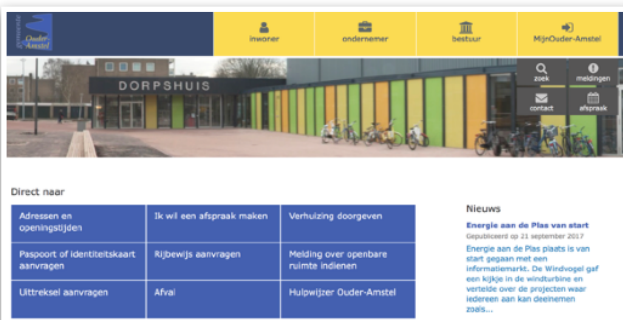 gemeente
Ouder-
Amstel
inwoner
ondernemer
bestuur
MijnOuder-Amstel
DORPSHUIS
zoek
meldingen
contact
afspraak
Direct naar
Adressen en
openingstijden
Ik wil een afspraak maken
Verhuizing doorgeven
Paspoort of identiteitskaart
aanvragen
Rijbewijs aanvragen
Melding over openbare
ruimte indienen
Uittreksel aanvragen
Afval
Hulpwijzer Ouder-Amstel
Nieuws
Energie aan de Plas van start
Gepubliceerd op 21 september 2017
Energie aan de Plas plaats is van
start gegaan met een
informatiemarkt. De Windvogel gaf
een kijkje in de windturbine en
vertelde over de projecten waar
iedereen aan kan deelnemen
zoals...